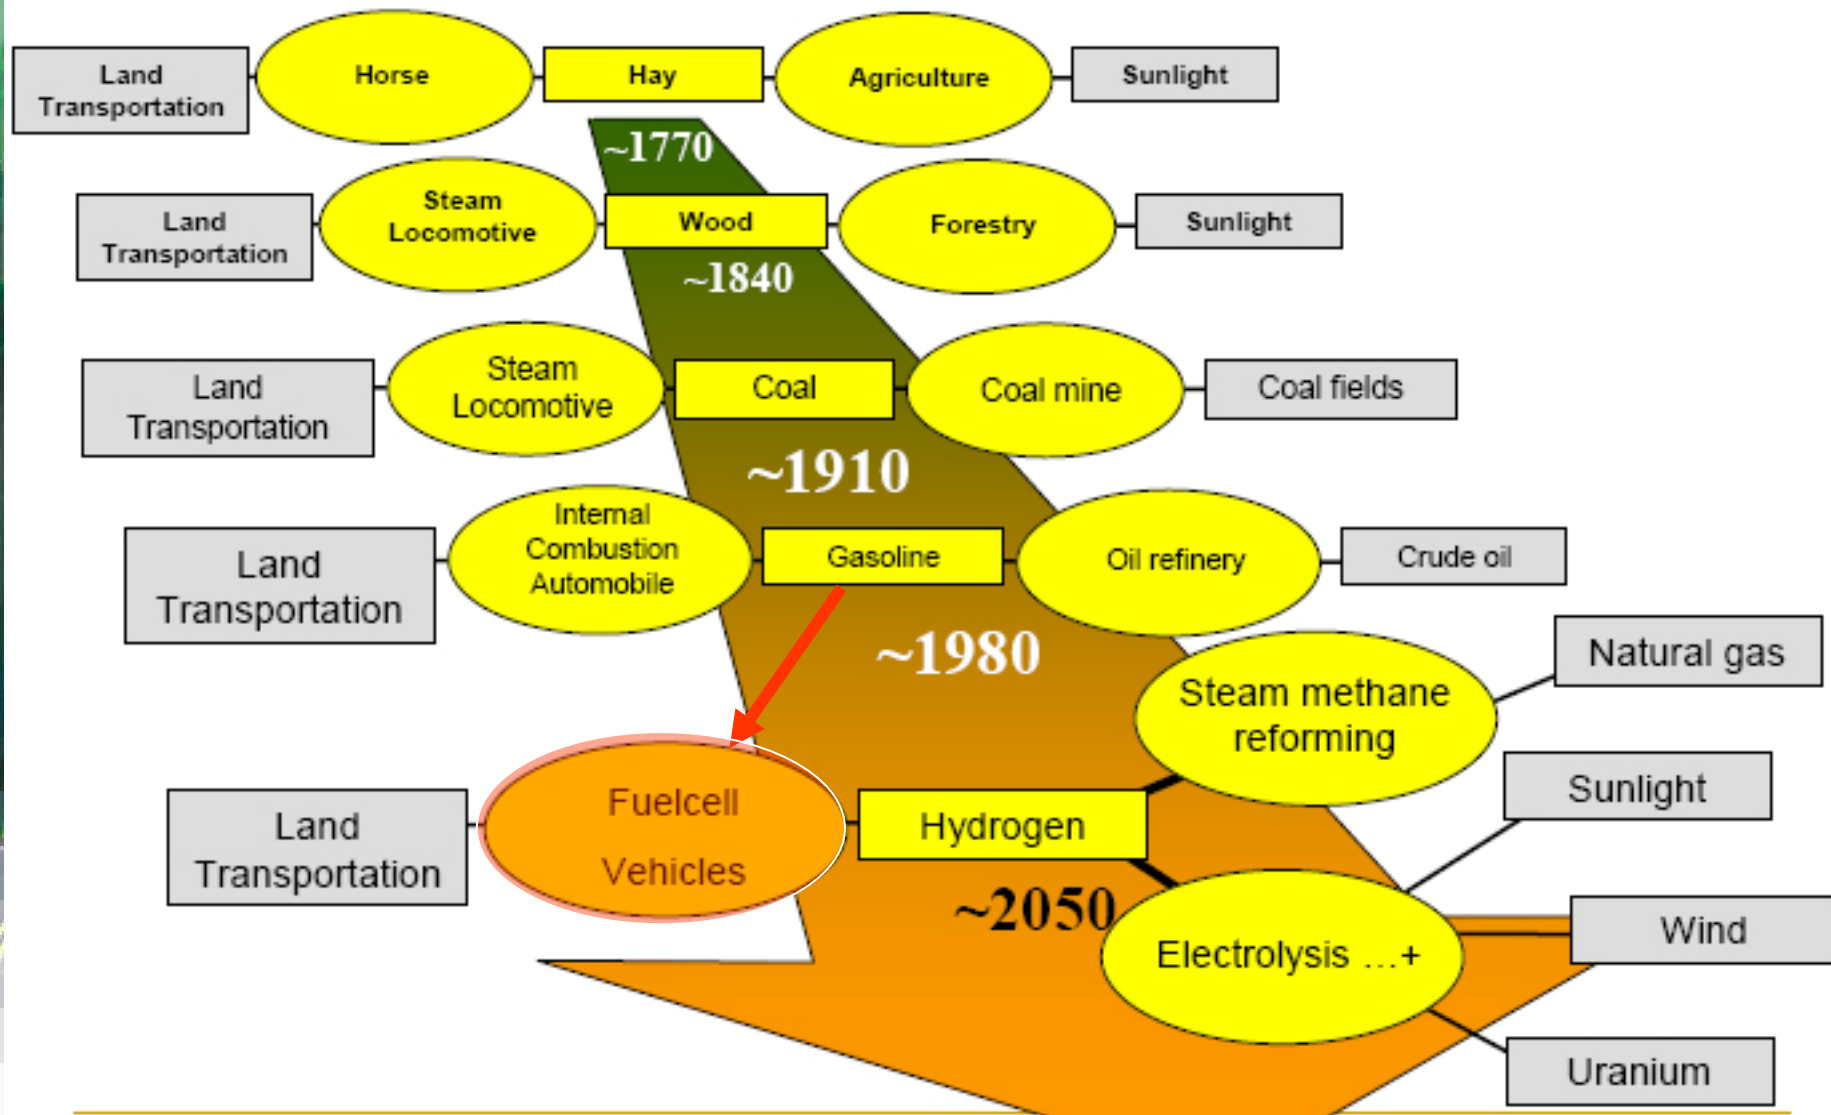 Land
Transportation
Horse
Hay
Agriculture
Sunlight
~1770
Land
Transportation
Steam
Locomotive
Wood
Forestry
Sunlight
~1840
Land
Transportation
Steam
Locomotive
Coal
Coal mine
Coal fields
~1910
Land
Transportation
Internal
Combustion
Automobile
Gasoline
Oil refinery
Crude oil
~1980
Steam methane
reforming
Natural gas
Land
Transportation
Fuelcell
Vehicles
Hydrogen
Sunlight
~2050
Electrolysis ...+
Wind
Uranium